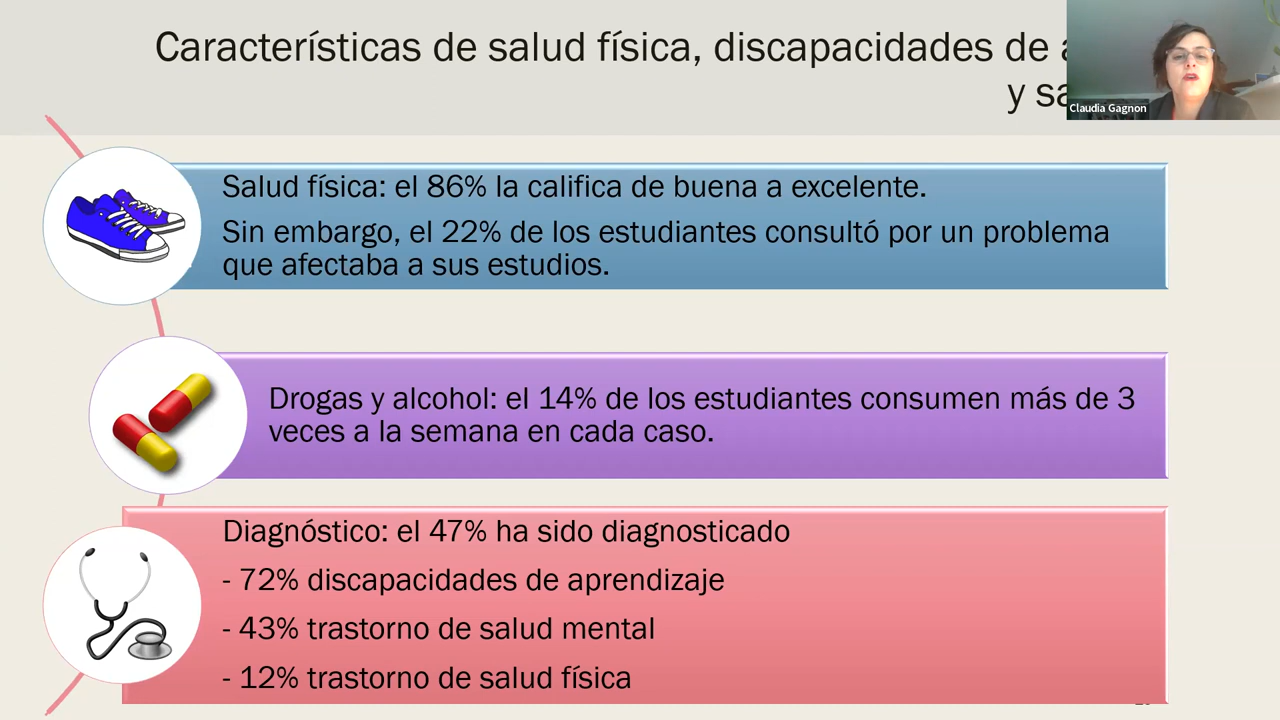 Características de salud física, discapacidades de
y
Claudia Gagnon
Salud física: el 86% la califica de buena a excelente.
Sin embargo, el 22% de los estudiantes consultó por un problema
que afectaba a sus estudios.
Drogas y alcohol: el 14% de los estudiantes consumen más de 3
veces a la semana en cada caso.
Diagnóstico: el 47% ha sido diagnosticado
- 72% discapacidades de aprendizaje
- 43% trastorno de salud mental
- 12% trastorno de salud física